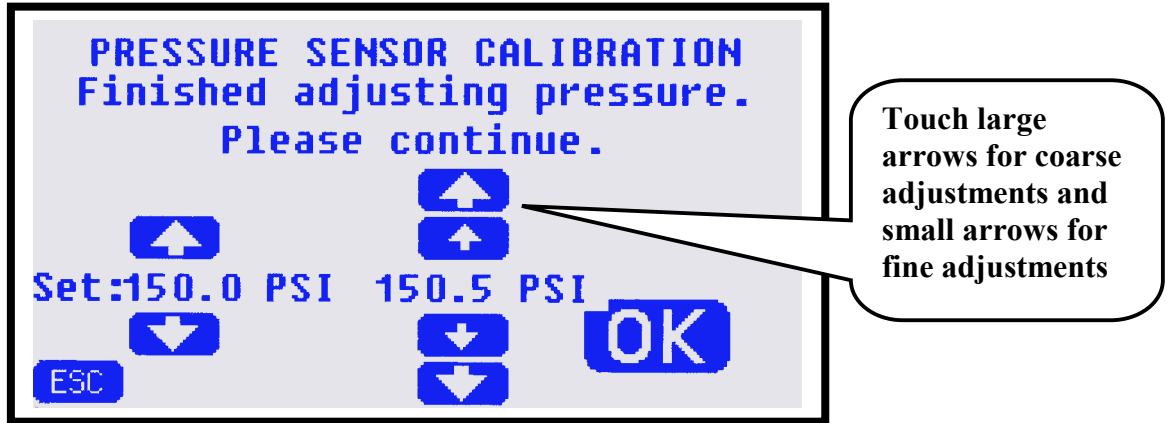 PRESSURE SENSOR CALIBRATION
Finished adjusting pressure.
Please continue.
Set:150.0 PSI 150.5 PSI
OK
ESC
Touch large
arrows for coarse
adjustments and
small arrows for
fine adjustments